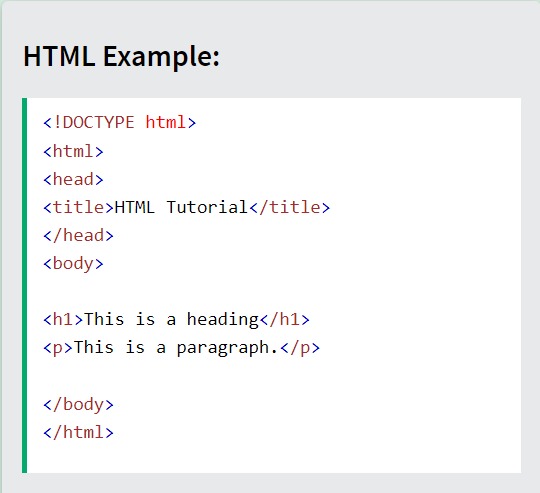 HTML Example:
<!DOCTYPE html>
<html>
<head>
<title>HTML Tutorial</title>
</head>
<body>
<h1>This is a heading</h1>
<p>This is a paragraph.</p>
</body>
</html>